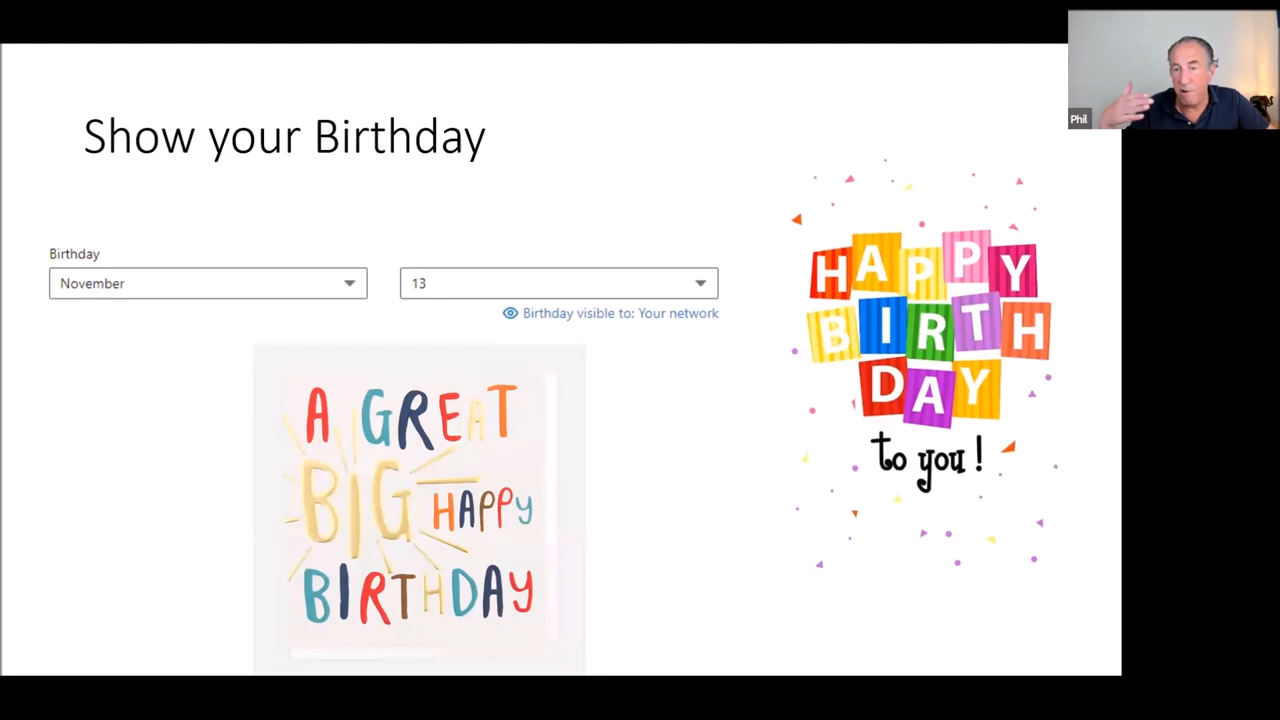 Show your Birthday
Phil
Birthday
November
13
Birthday visible to: Your network
A GREAT
BIG HAPPY
BIRTHDAY
HAPPY
BIRTH
DAY
to you !